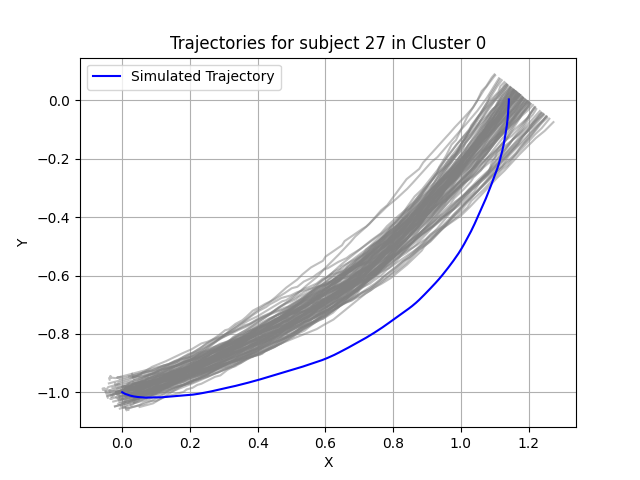 Trajectories for subject 27 in Cluster 0
Simulated Trajectory
0.0
−0.2
−0.4
−0.6
−0.8
−1.0
Y
0.0 0.2 0.4 0.6 0.8 1.0 1.2
X